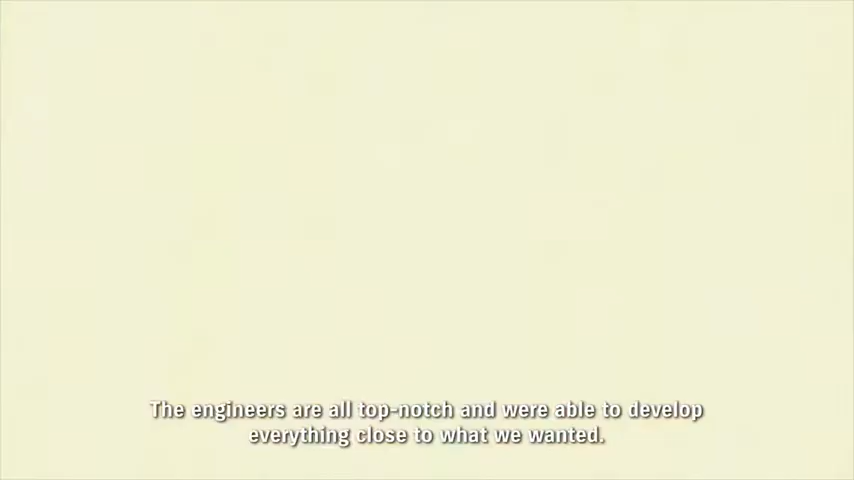 The engineers are all top-notch and were able to develop
everything close to what we wanted.